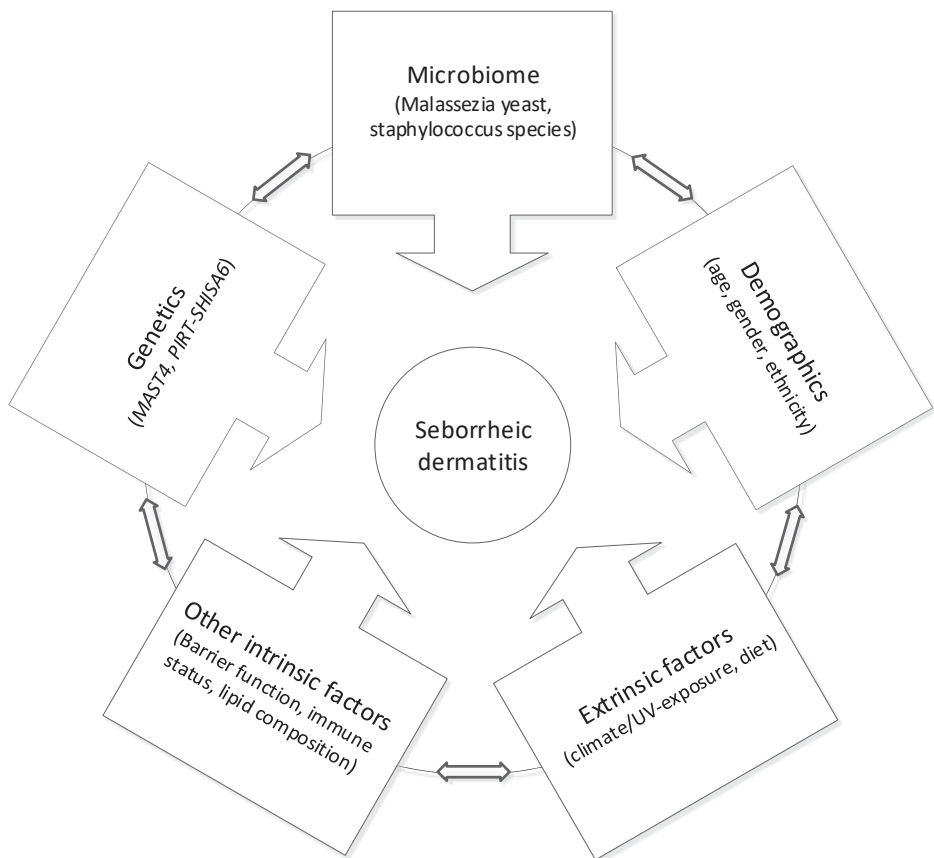 Microbiome
(Malassezia yeast,
staphylococcus species)
Genetics
(MAST4, PIRT-SHISA6)
Demographics
(age, gender, ethnicity)
Seborrheic
dermatitis
Other intrinsic factors
(Barrier function, immune
status, lipid composition)
Extrinsic factors
(climate/UV-exposure, diet)